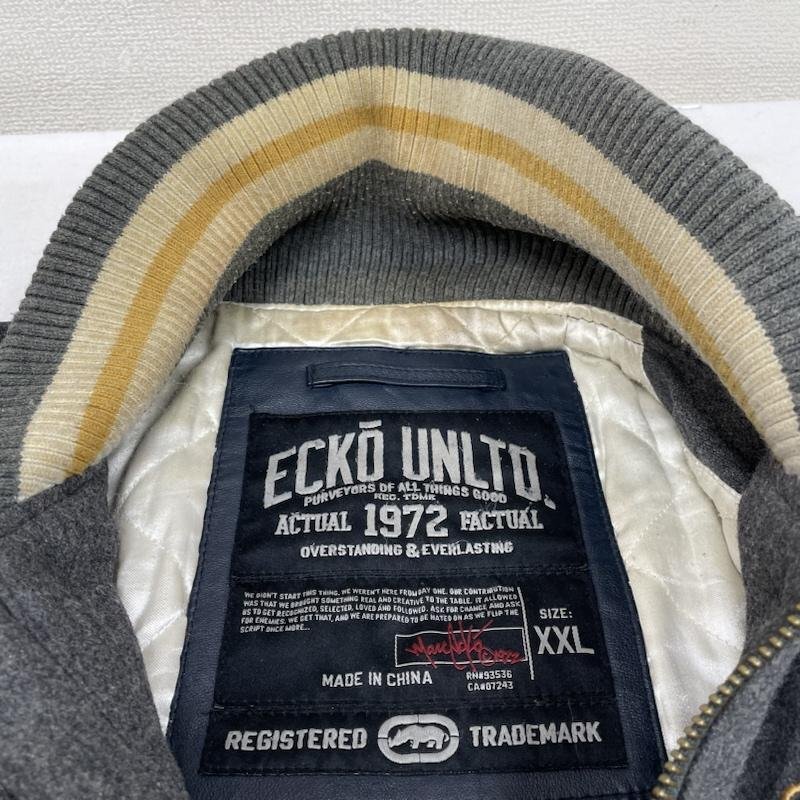 ECKŌ UNLTD.
PURVEYORS OF ALL THINGS GOOD
REG. TDMK.
ACTUAL 1972 FACTUAL
OVERSTANDING & EVERLASTING
WE DIDN'T START THIS THING, WE WEREN'T HERE FROM DAY ONE. OUR CONTRIBUTION
WAS THAT WE BROUGHT SOMETHING REAL AND CREATIVE TO THE TABLE. IT ALLOWED
US TO GET RECOGNIZED, SELECTED, LOVED AND FOLLOWED. ASK FOR CHANGE AND ASK
FOR ENEMIES. WE GET THAT, AND WE ARE PREPARED TO BE HATED ON AS WE FLIP THE
SCRIPT ONCE MORE...
SIZE:
XXL
Marc Ecko ©1972
MADE IN CHINA
RN#93536
CA#07243
REGISTERED TRADEMARK